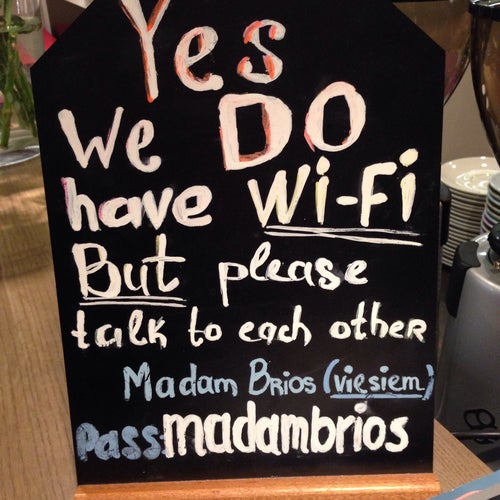 Yes
We DO
have Wi-Fi
But please
talk to each other
Madam Brios (viesiem)
Pass: madambrios